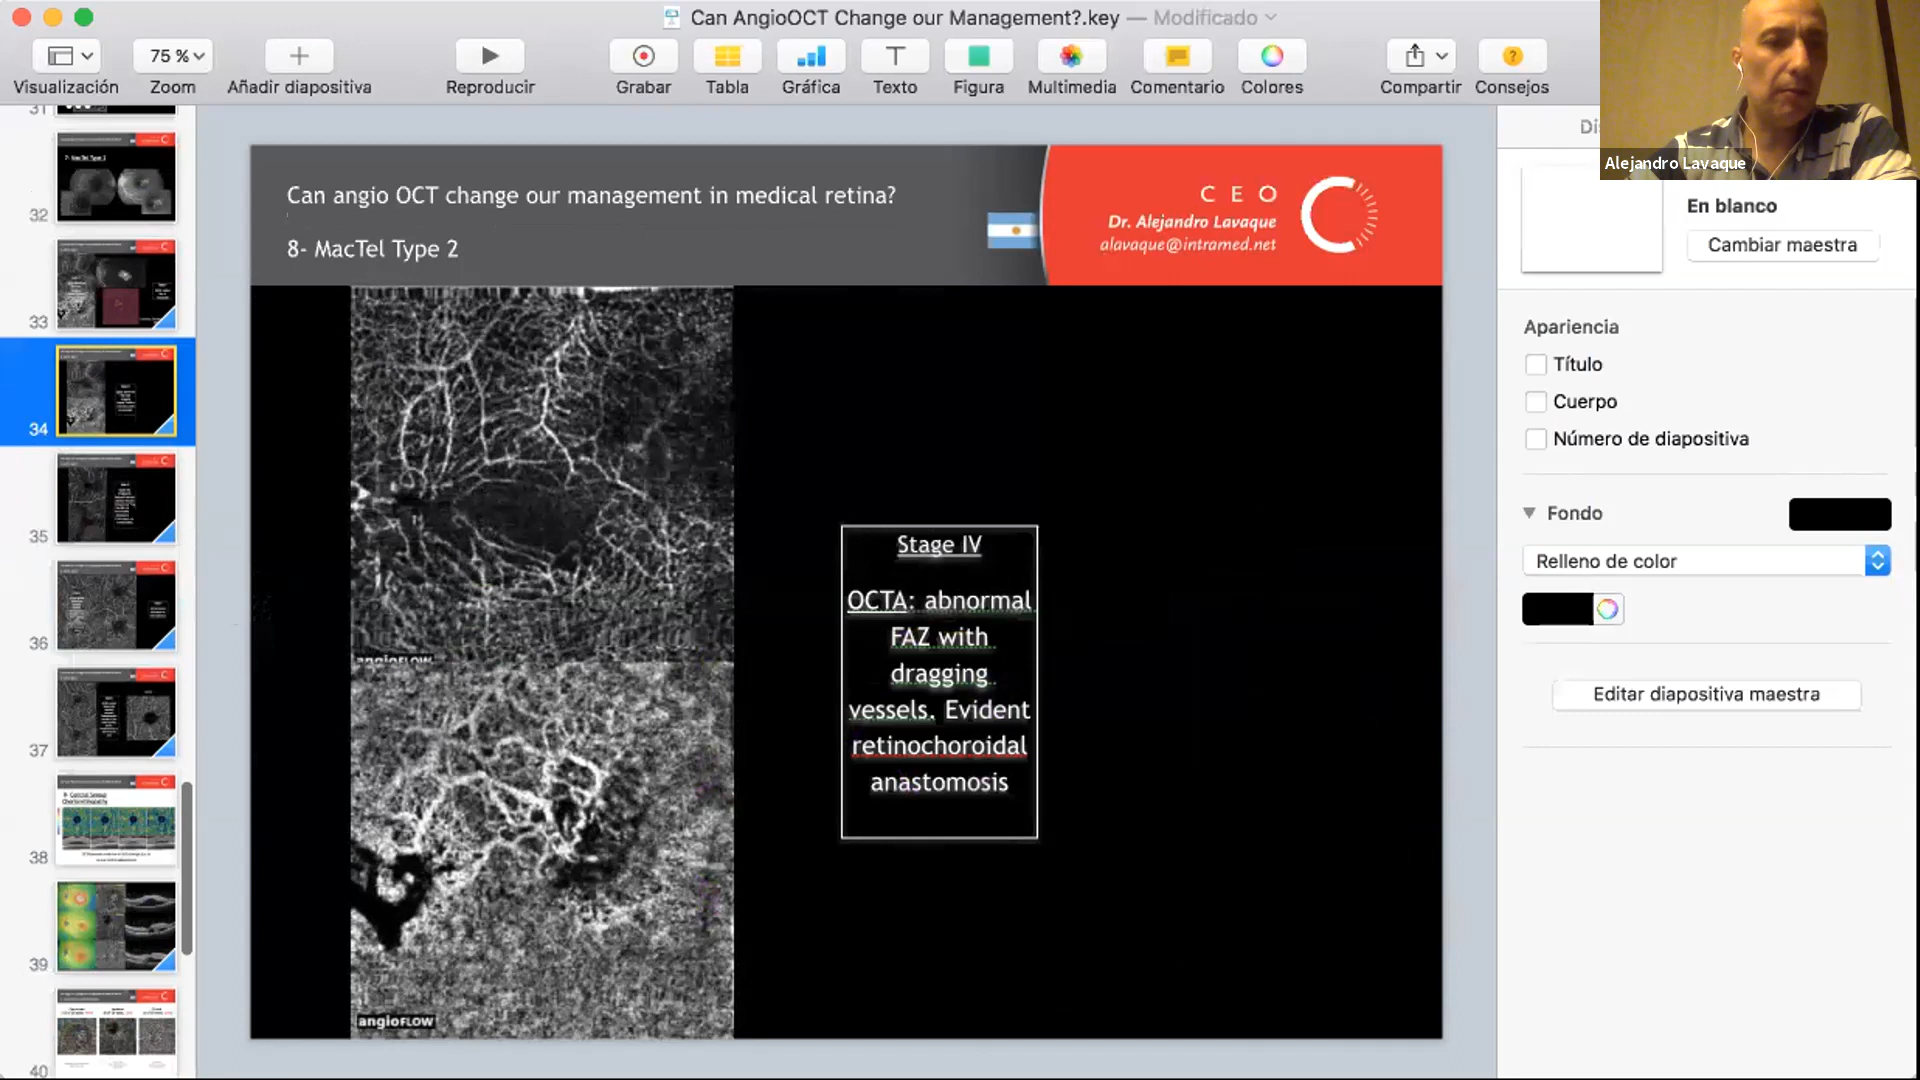 Can AngioOCT Change our Management?.key — Modificado
75 %
Visualización
Zoom
Añadir diapositiva
Reproducir
Grabar
Tabla
Gráfica
Texto
Figura
Multimedia
Comentario
Colores
Compartir
Consejos
Alejandro Lavaque
31
32
33
34
35
36
37
38
39
40
Can angio OCT change our management in medical retina?
8- MacTel Type 2
CEO
Dr. Alejandro Lavaque
alavaque@intramed.net
angioFLOW
angioFLOW
Stage IV
OCTA: abnormal
FAZ with
dragging
vessels. Evident
retinochoroidal
anastomosis
En blanco
Cambiar maestra
Apariencia
Título
Cuerpo
Número de diapositiva
Fondo
Relleno de color
Editar diapositiva maestra